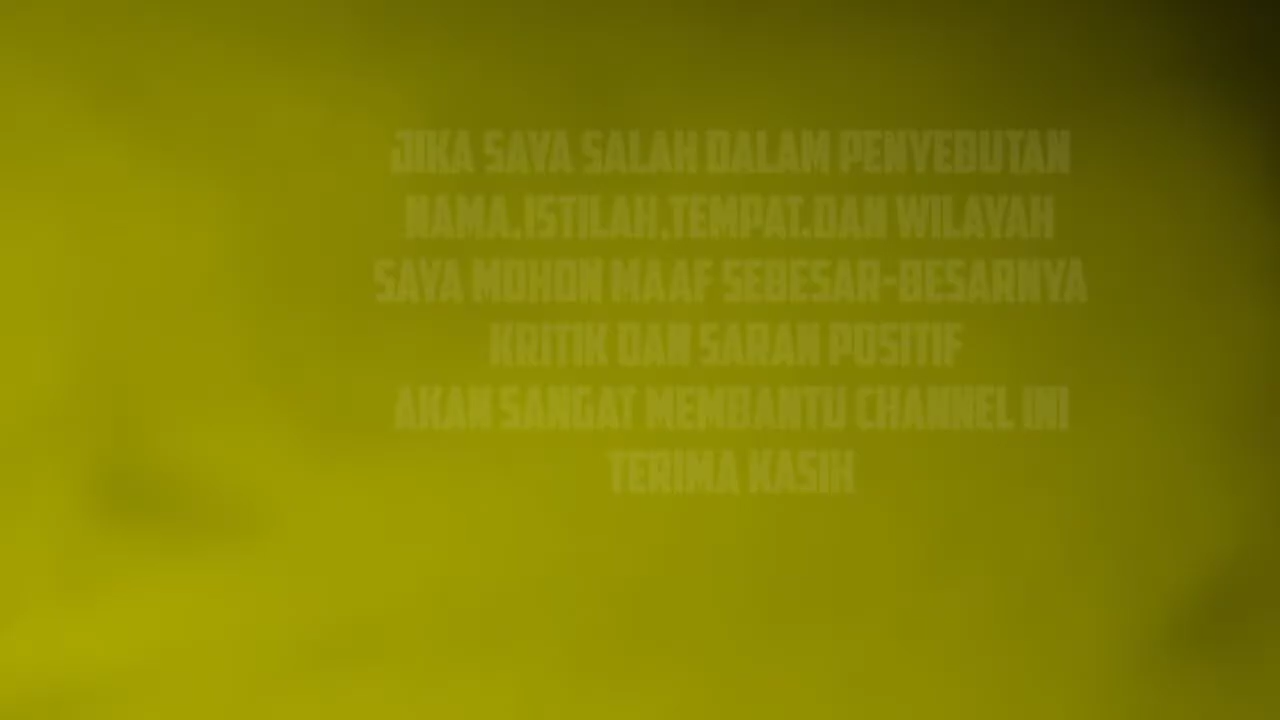 JIKA SAYA SALAH DALAM PENYEBUTAN
NAMA,ISTILAH,TEMPAT.DAN WILAYAH
SAYA MOHON MAAF SEBESAR-BESARNYA
KRITIK DAN SARAN POSITIF
AKAN SANGAT MEMBANTU CHANNEL INI
TERIMA KASIH